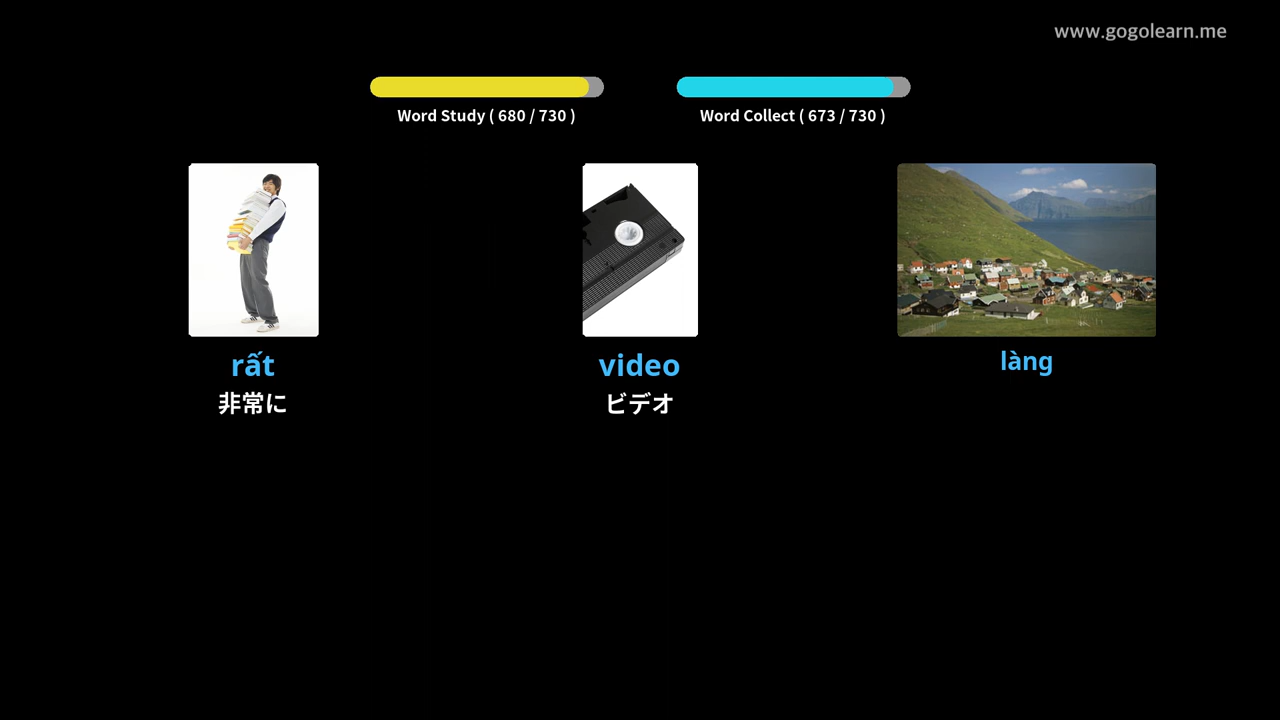 www.gogolearn.me
Word Study ( 680 / 730 )
Word Collect ( 673 / 730 )
rất
video
làng
非常に
ビデオ